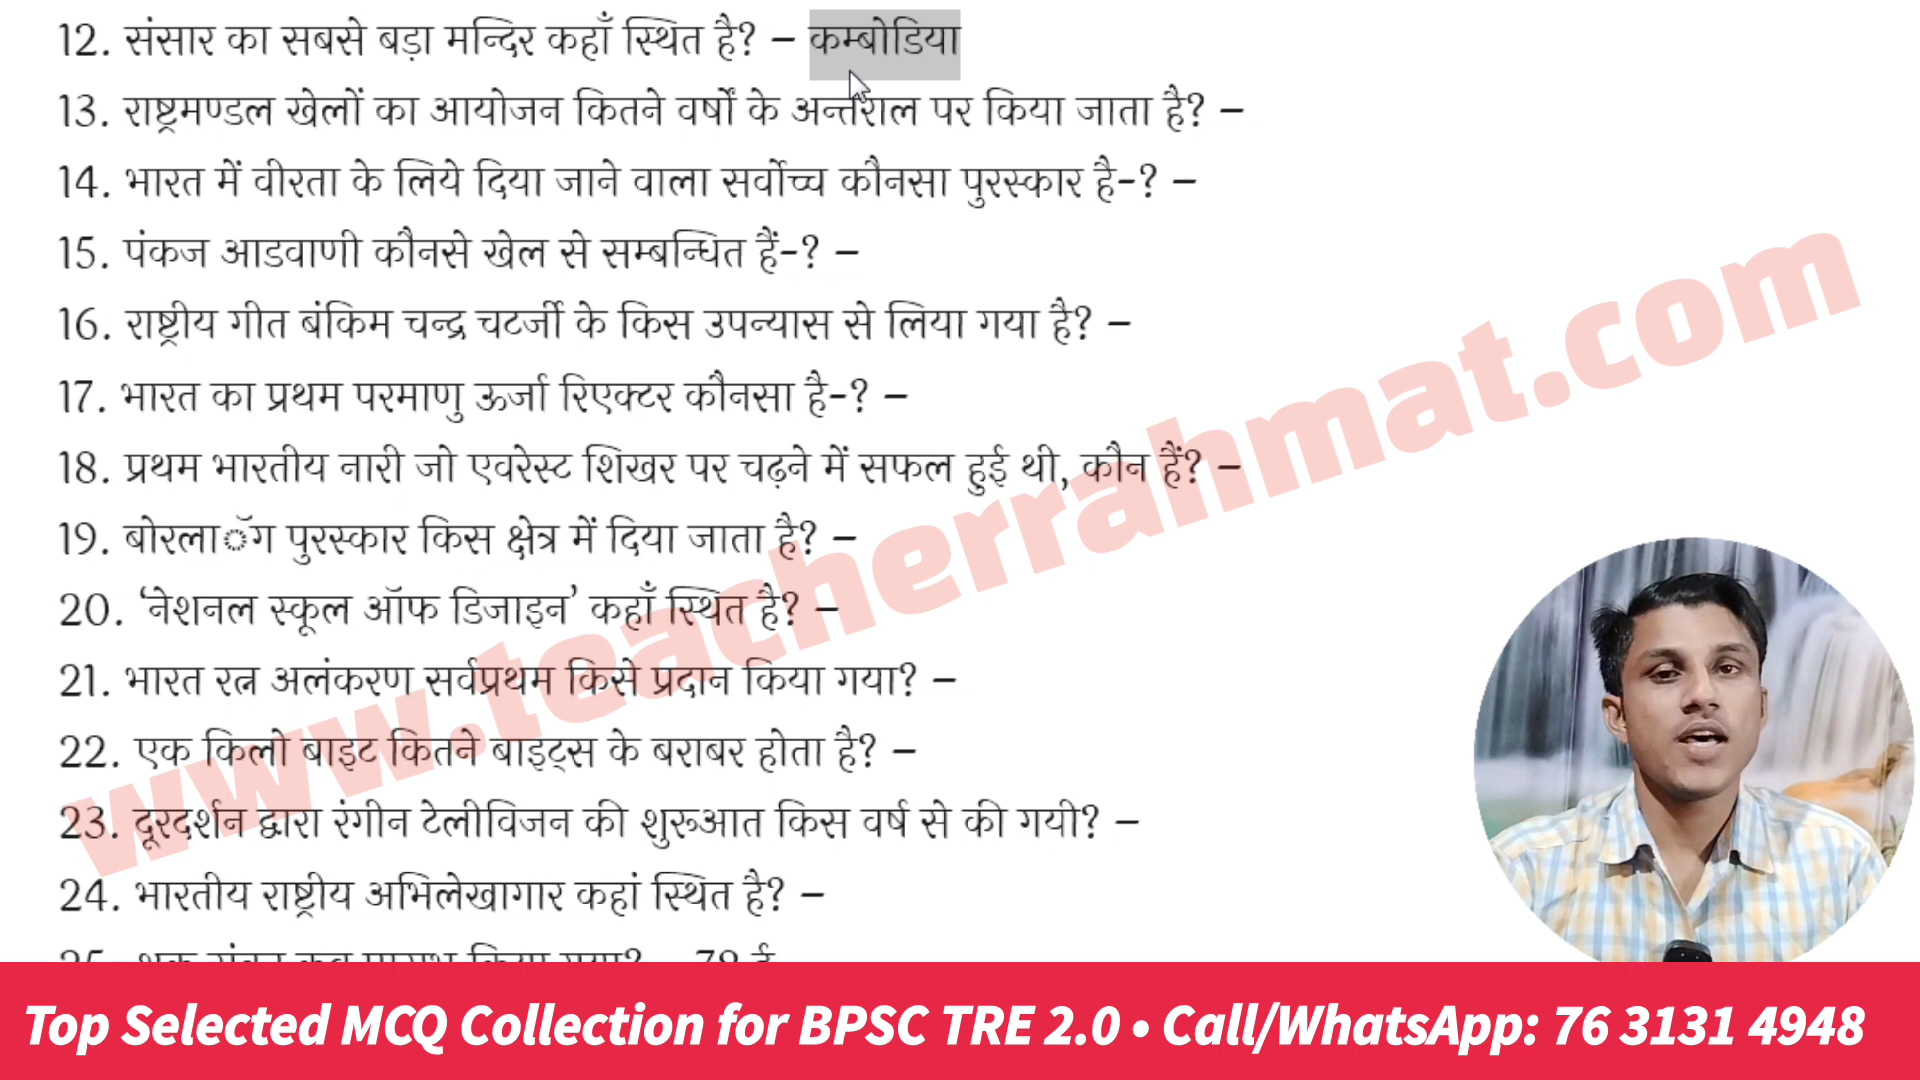 12. संसार का सबसे बड़ा मन्दिर कहाँ स्थित है? – कम्बोडिया
13. राष्ट्रमण्डल खेलों का आयोजन कितने वर्षों के अन्तराल पर किया जाता है? –
14. भारत में वीरता के लिये दिया जाने वाला सर्वोच्च कौनसा पुरस्कार है-? –
15. पंकज आडवाणी कौनसे खेल से सम्बन्धित हैं-? –
16. राष्ट्रीय गीत बंकिम चन्द्र चटर्जी के किस उपन्यास से लिया गया है? –
17. भारत का प्रथम परमाणु ऊर्जा रिएक्टर कौनसा है-? –
18. प्रथम भारतीय नारी जो एवरेस्ट शिखर पर चढ़ने में सफल हुई थी, कौन हैं? –
19. बोरलाॅग पुरस्कार किस क्षेत्र में दिया जाता है? –
20. ‘नेशनल स्कूल ऑफ डिजाइन’ कहाँ स्थित है? –
21. भारत रत्न अलंकरण सर्वप्रथम किसे प्रदान किया गया? –
22. एक किलो बाइट कितने बाइट्स के बराबर होता है? –
23. दूरदर्शन द्वारा रंगीन टेलीविजन की शुरूआत किस वर्ष से की गयी? –
24. भारतीय राष्ट्रीय अभिलेखागार कहां स्थित है? –
www.teacherrahmat.com
Top Selected MCQ Collection for BPSC TRE 2.0 • Call/WhatsApp: 76 3131 4948